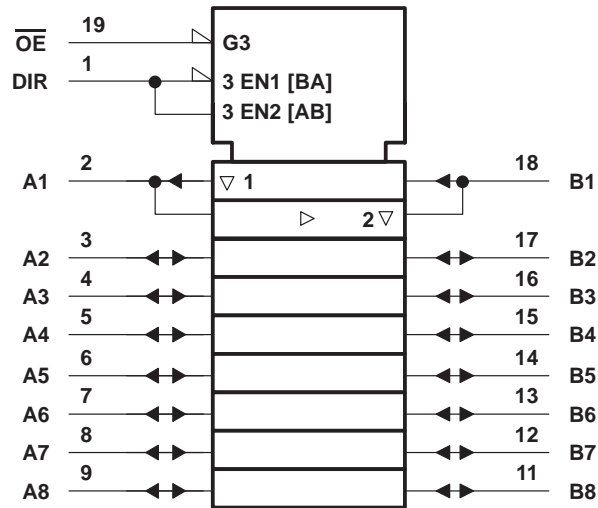 19
OE G3
1
DIR 3 EN1 [BA]
3 EN2 [AB]
2 18
A1 ▽ 1 B1
▷ 2 ▽
3 17
A2 B2
4 16
A3 B3
5 15
A4 B4
6 14
A5 B5
7 13
A6 B6
8 12
A7 B7
9 11
A8 B8